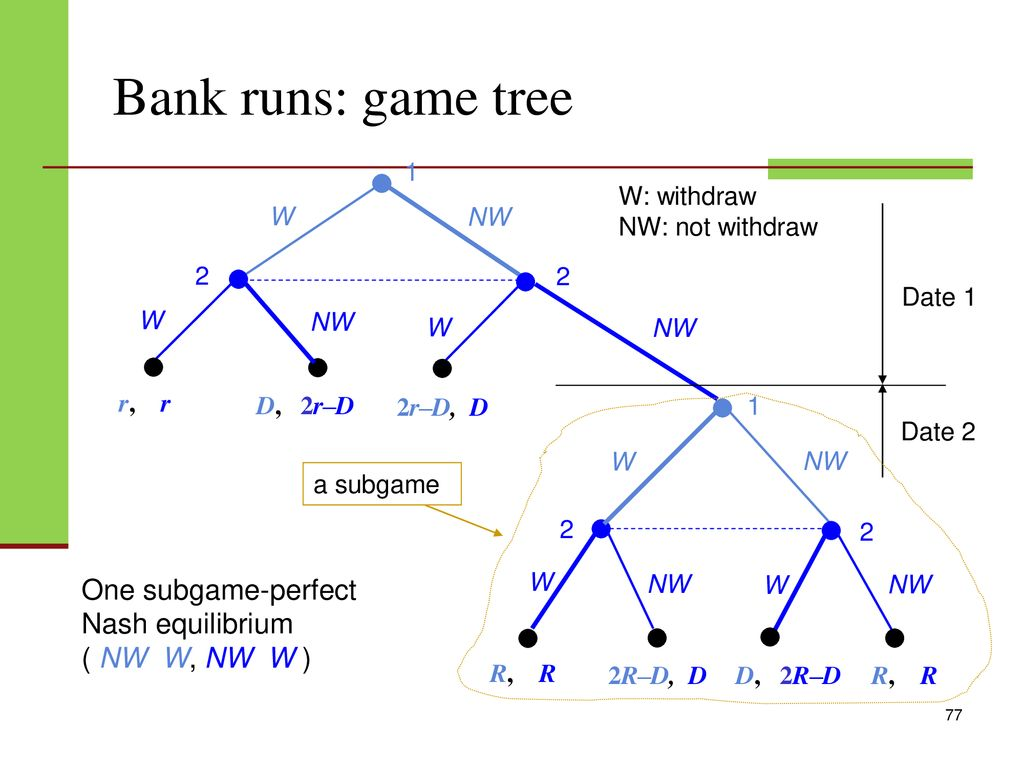 Bank runs: game tree
1
W: withdraw
NW: not withdraw
W NW
2 2
Date 1
W NW W NW
r, r D, 2r–D 2r–D, D
1
Date 2
W NW
a subgame
2 2
One subgame-perfect
Nash equilibrium
( NW W, NW W )
W NW W NW
R, R 2R–D, D D, 2R–D R, R
77